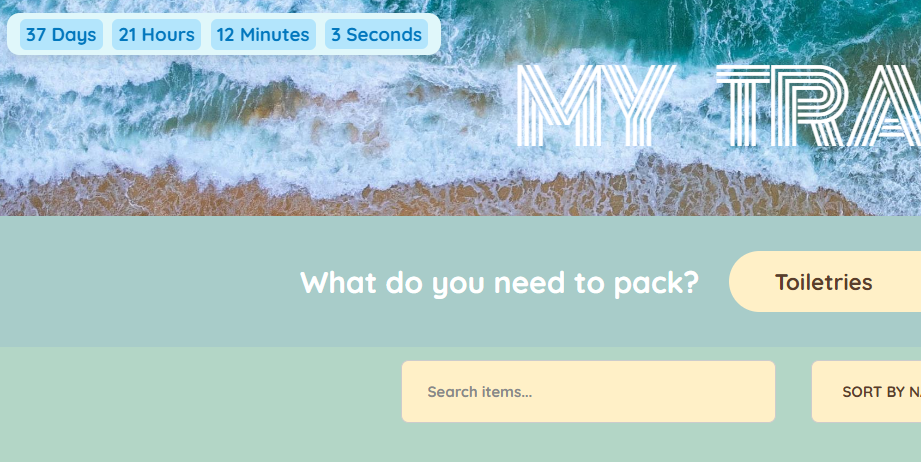 37 Days 21 Hours 12 Minutes 3 Seconds
MY TRA
What do you need to pack? Toiletries
Search items... SORT BY N